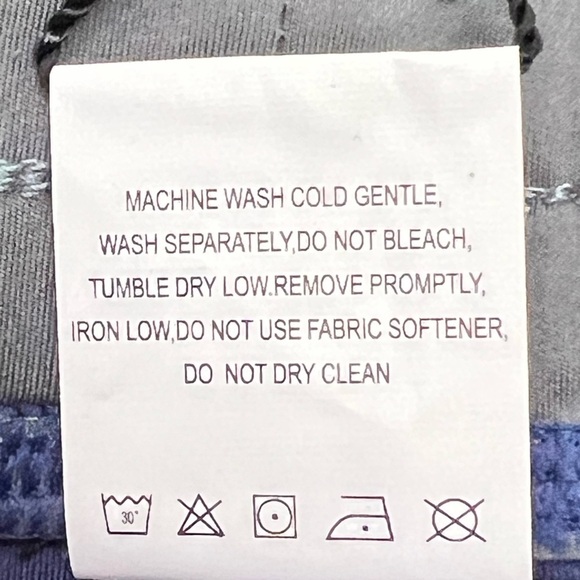 MACHINE WASH COLD GENTLE,
WASH SEPARATELY,DO NOT BLEACH,
TUMBLE DRY LOW.REMOVE PROMPTLY,
IRON LOW,DO NOT USE FABRIC SOFTENER,
DO NOT DRY CLEAN
30°